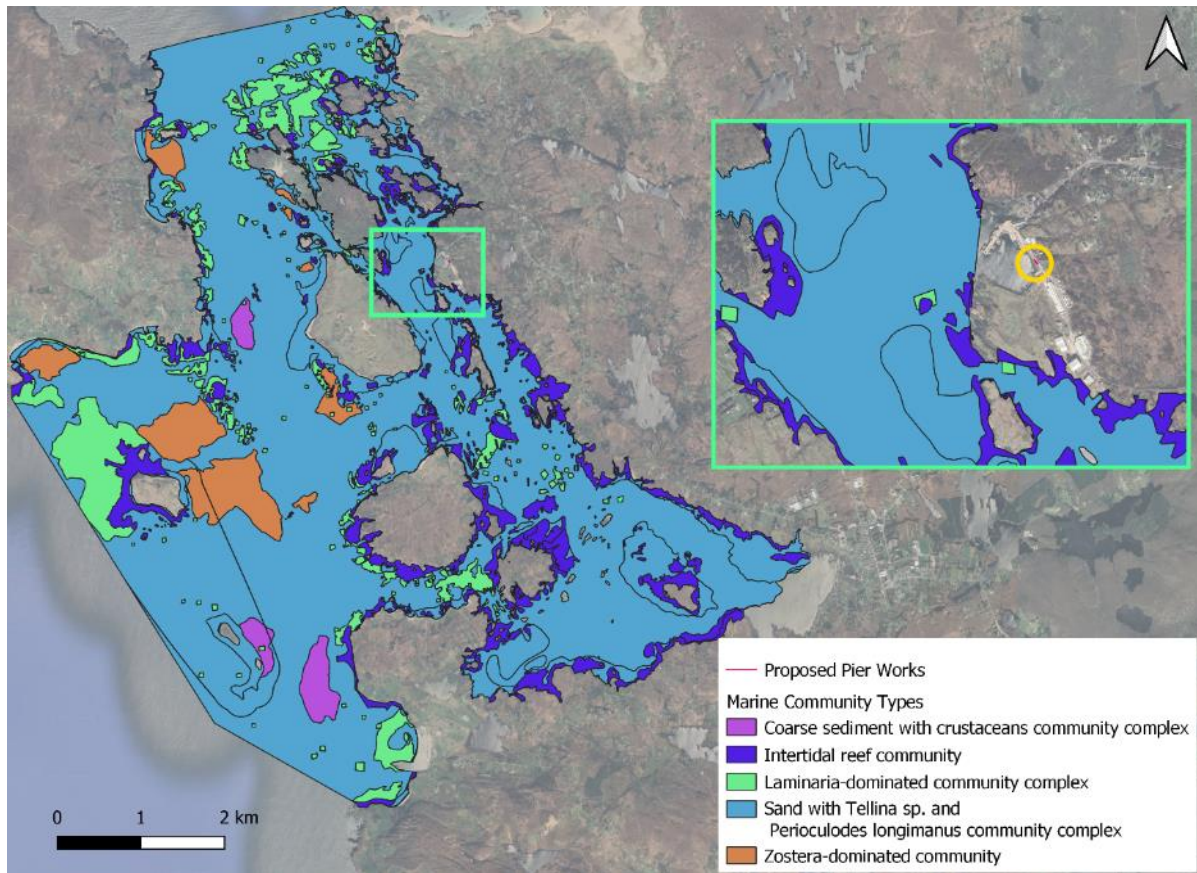 0 1 2 km
Proposed Pier Works
Marine Community Types
Coarse sediment with crustaceans community complex
Intertidal reef community
Laminaria-dominated community complex
Sand with Tellina sp. and
Perioculodes longimanus community complex
Zostera-dominated community